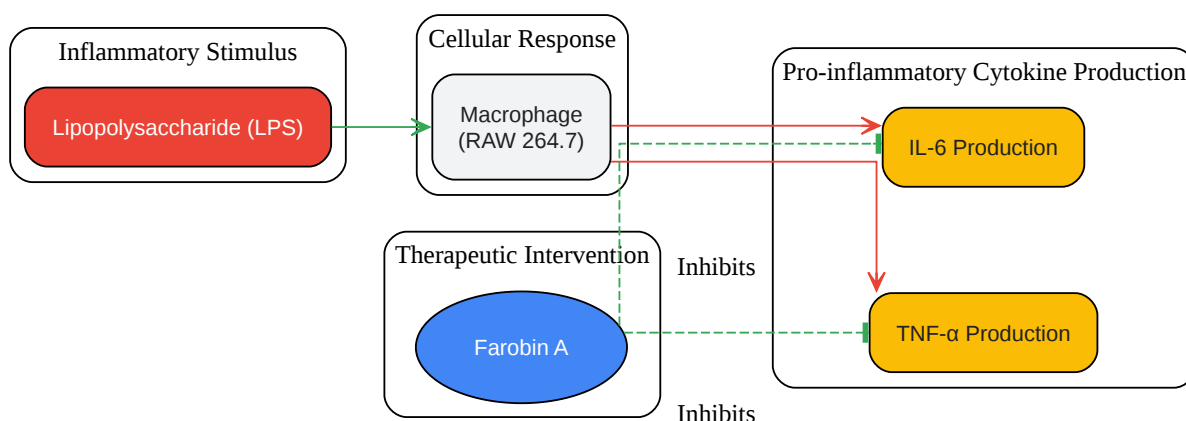 Inflammatory Stimulus
Lipopolysaccharide (LPS)
Cellular Response
Macrophage
(RAW 264.7)
Pro-inflammatory Cytokine Production
IL-6 Production
TNF-α Production
Therapeutic Intervention
Farobin A
Inhibits
Inhibits